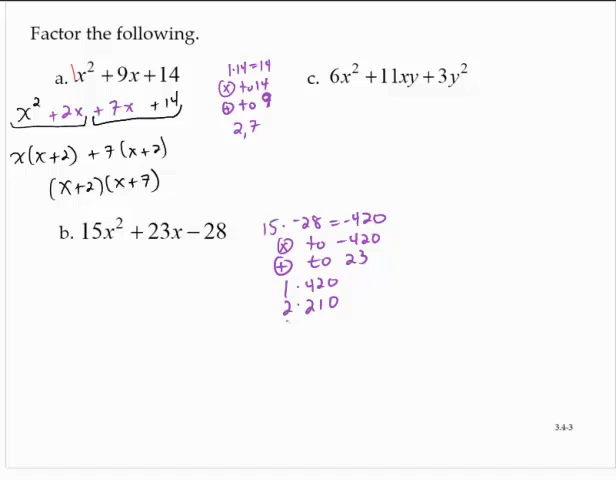 Factor the following.
a. 1x² + 9x + 14
x² + 2x + 7x + 14
x(x+2) + 7(x+2)
(x+2)(x+7)
1·14=14
⊗ to 14
⊕ to 9
2,7
b. 15x² + 23x − 28
15·-28 = -420
⊗ to -420
⊕ to 23
1·420
2·210
c. 6x² + 11xy + 3y²
3.4-3